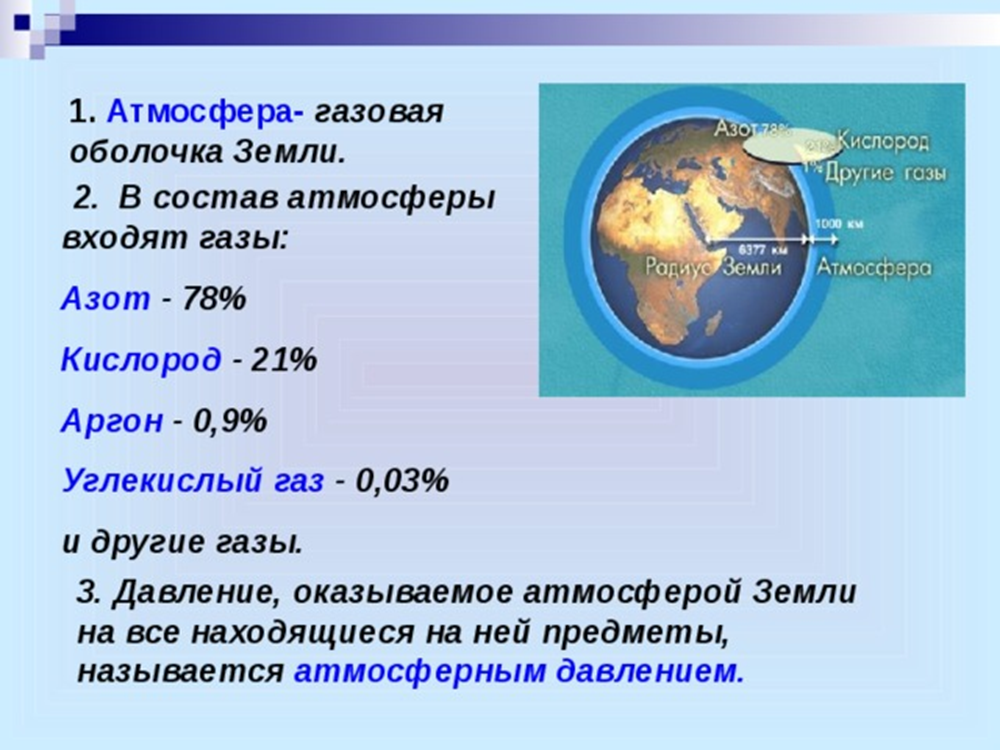 1. Атмосфера- газовая
оболочка Земли.
2. В состав атмосферы
входят газы:
Азот - 78%
Кислород - 21%
Аргон - 0,9%
Углекислый газ - 0,03%
и другие газы.
3. Давление, оказываемое атмосферой Земли
на все находящиеся на ней предметы,
называется атмосферным давлением.
Азот 78%
21% Кислород
1% Другие газы
1000 км
6377 км
Радиус Земли
Атмосфера